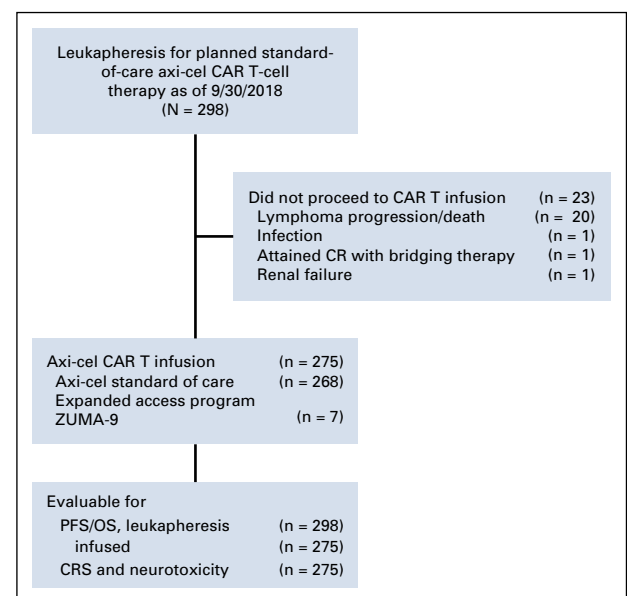 Leukapheresis for planned standard-
of-care axi-cel CAR T-cell
therapy as of 9/30/2018
(N = 298)
Did not proceed to CAR T infusion (n = 23)
Lymphoma progression/death (n = 20)
Infection (n = 1)
Attained CR with bridging therapy (n = 1)
Renal failure (n = 1)
Axi-cel CAR T infusion (n = 275)
Axi-cel standard of care (n = 268)
Expanded access program
ZUMA-9 (n = 7)
Evaluable for
PFS/OS, leukapheresis (n = 298)
infused (n = 275)
CRS and neurotoxicity (n = 275)